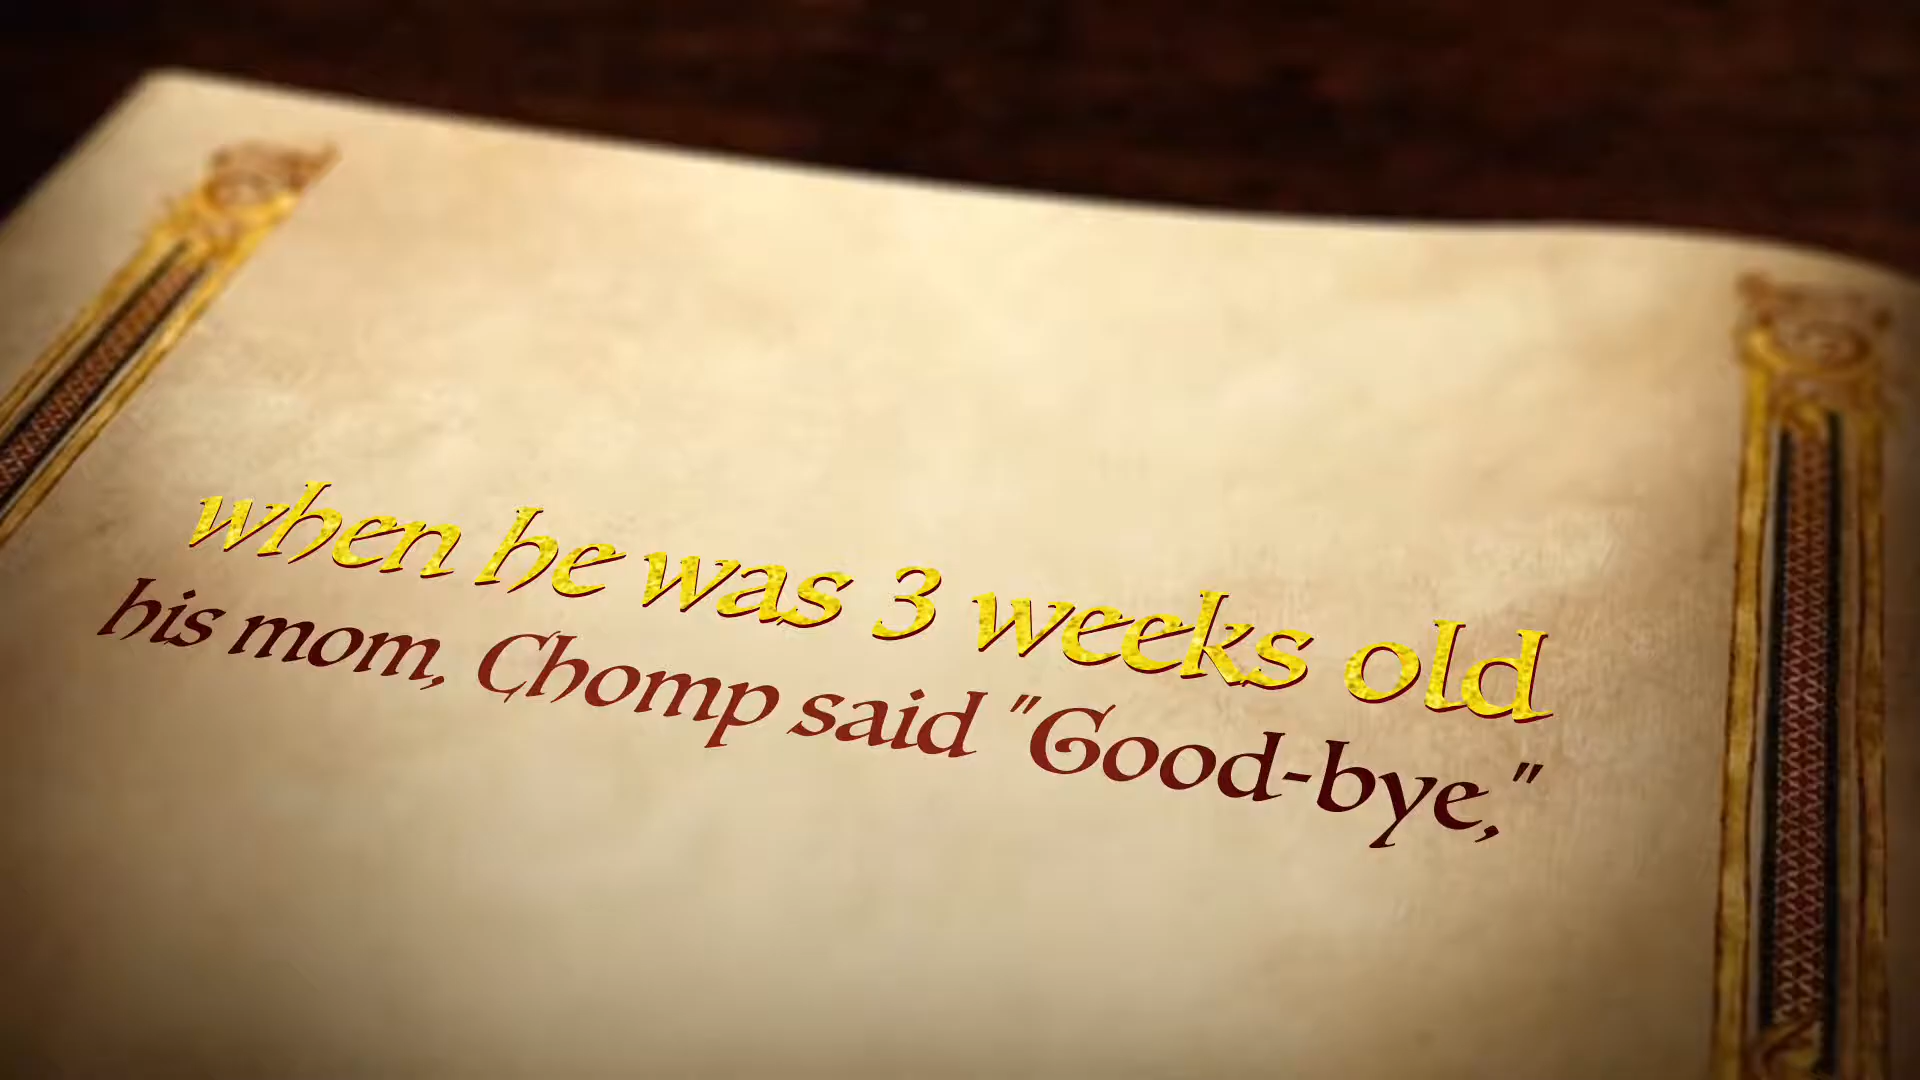 when he was 3 weeks old
his mom, Chomp said "Good-bye,"